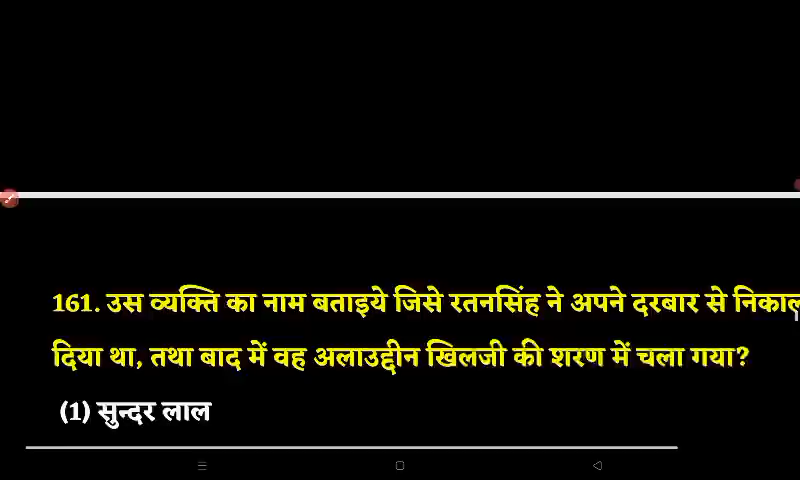 161. उस व्यक्ति का नाम बताइये जिसे रतनसिंह ने अपने दरबार से निकाल
दिया था, तथा बाद में वह अलाउद्दीन खिलजी की शरण में चला गया?
(1) सुन्दर लाल